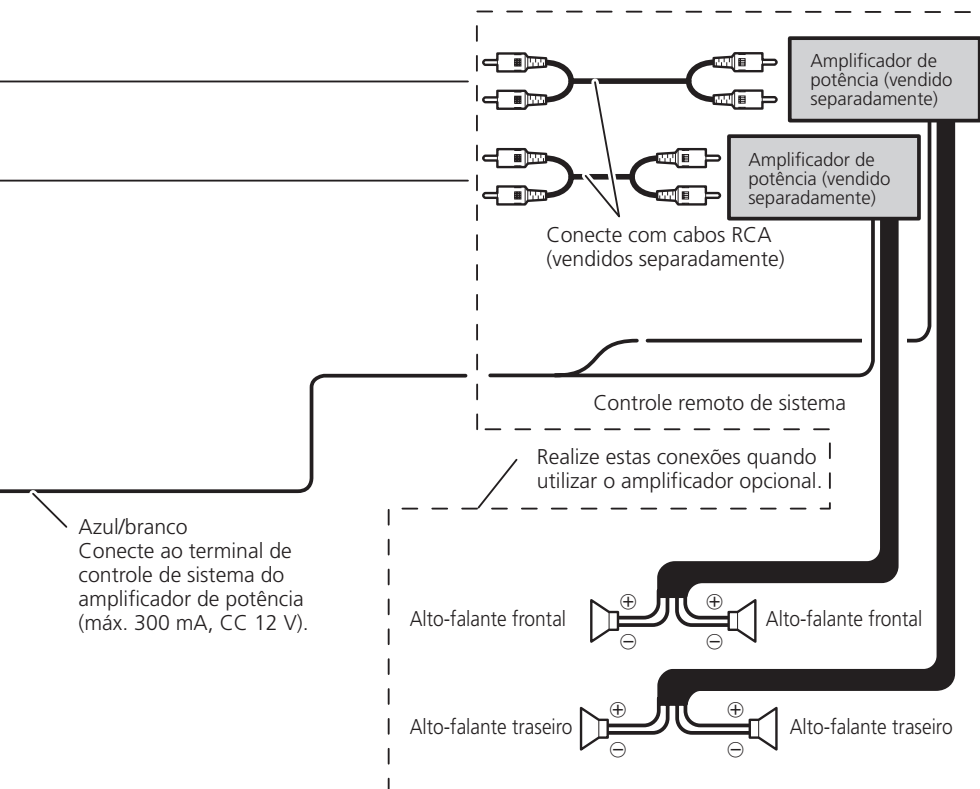 Amplificador de
potência (vendido
separadamente)
Amplificador de
potência (vendido
separadamente)
Conecte com cabos RCA
(vendidos separadamente)
Controle remoto de sistema
Realize estas conexões quando
utilizar o amplificador opcional.
Azul/branco
Conecte ao terminal de
controle de sistema do
amplificador de potência
(máx. 300 mA, CC 12 V).
Alto-falante frontal
+
−
+
−
Alto-falante frontal
Alto-falante traseiro
+
−
+
−
Alto-falante traseiro